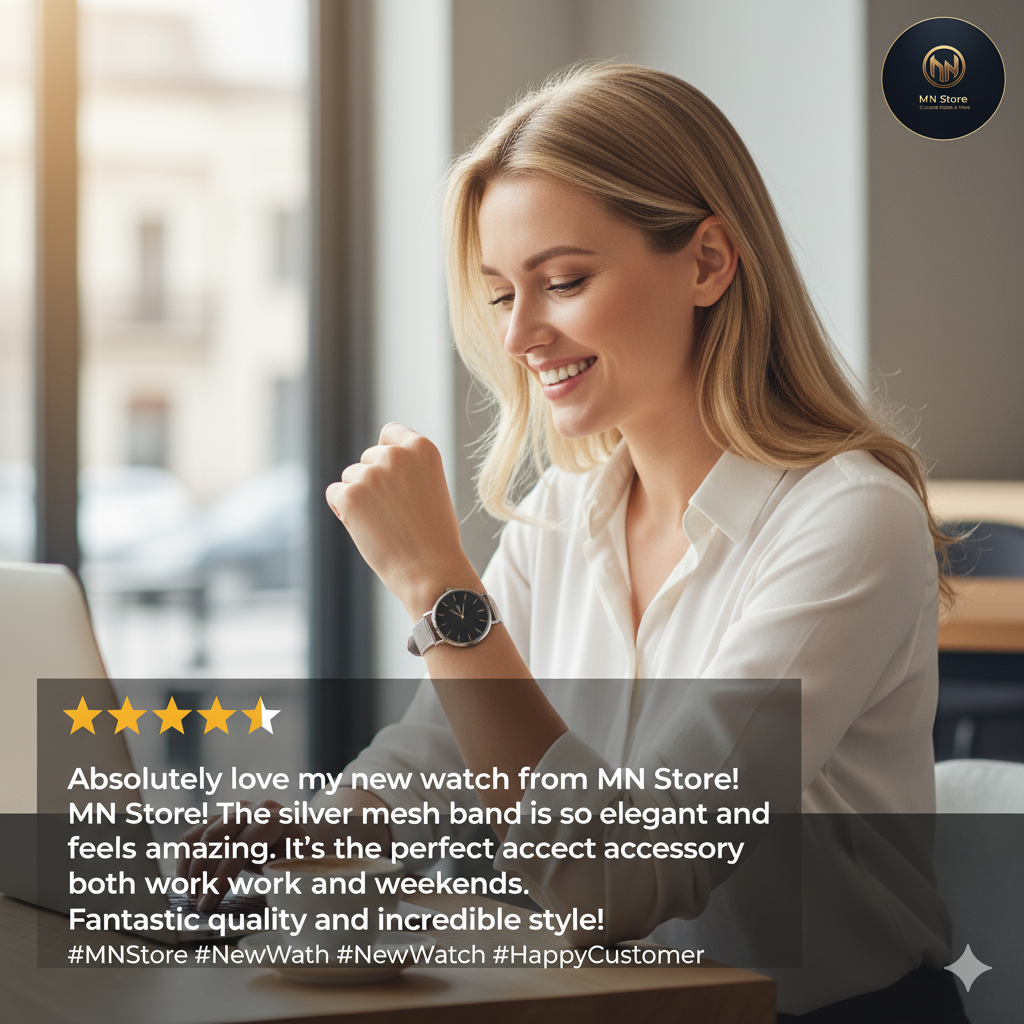 MN Store
Absolutely love my new watch from MN Store!
MN Store! The silver mesh band is so elegant and
feels amazing. It's the perfect accect accessory
both work work and weekends.
Fantastic quality and incredible style!
#MNStore #NewWath #NewWatch #HappyCustomer